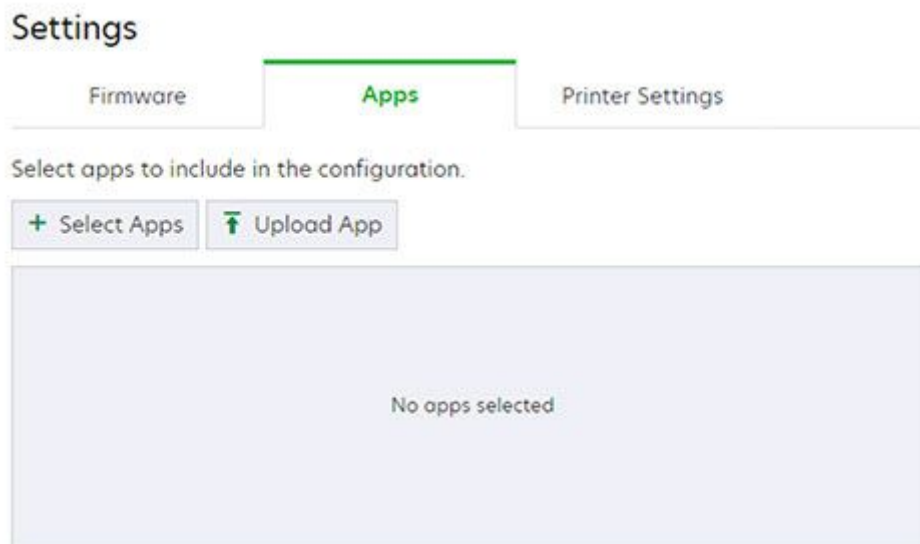 Settings
Firmware Apps Printer Settings
Select apps to include in the configuration.
+ Select Apps Upload App
No apps selected